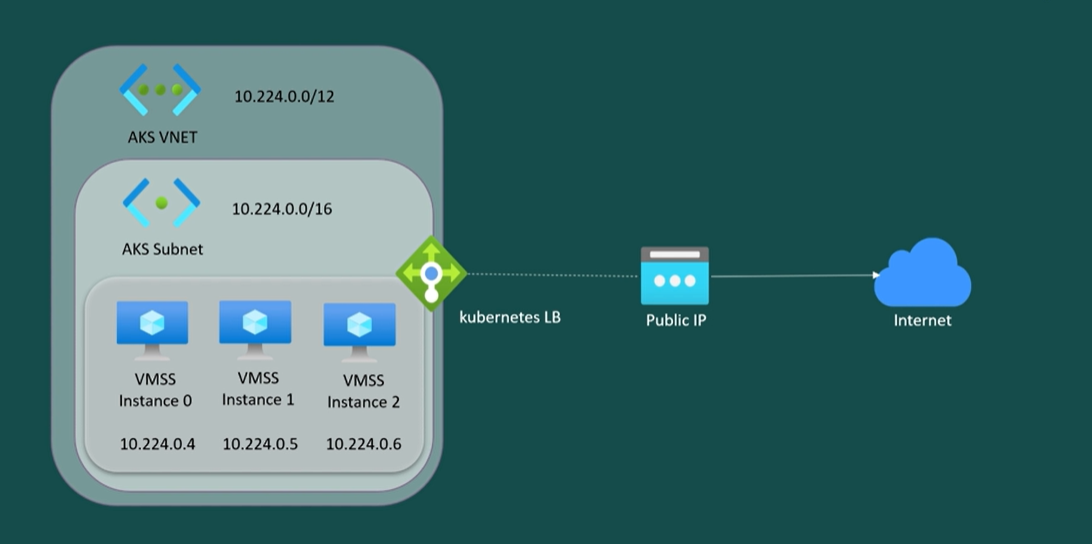 10.224.0.0/12
AKS VNET
10.224.0.0/16
AKS Subnet
kubernetes LB
Public IP
Internet
VMSS
Instance 0
VMSS
Instance 1
VMSS
Instance 2
10.224.0.4
10.224.0.5
10.224.0.6